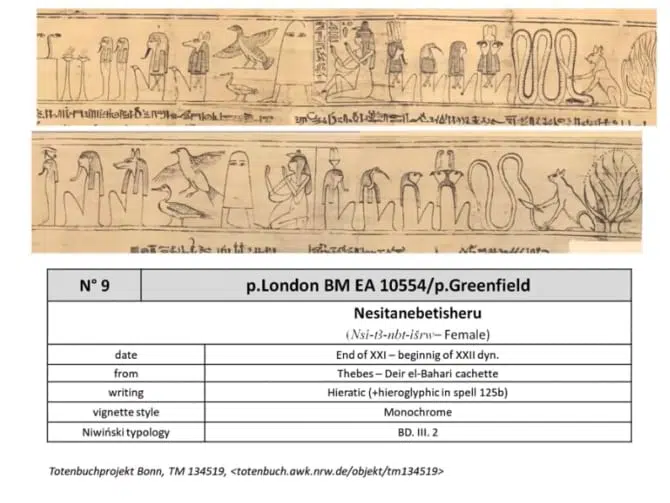 N° 9
p.London BM EA 10554/p.Greenfield
Nesitanebetisheru
(Nsi-tȝ-nbt-išrw– Female)
date
End of XXI – beginnig of XXII dyn.
from
Thebes – Deir el-Bahari cachette
writing
Hieratic (+hieroglyphic in spell 125b)
vignette style
Monochrome
Niwiński typology
BD. III. 2
Totenbuchprojekt Bonn, TM 134519, <totenbuch.awk.nrw.de/objekt/tm134519>